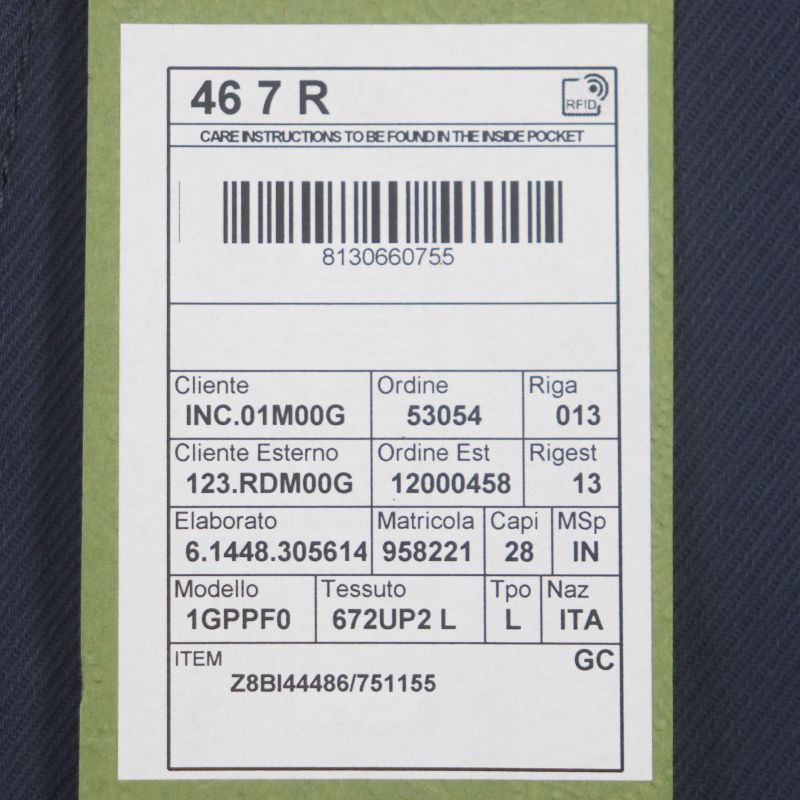 46 7 R
RFID
CARE INSTRUCTIONS TO BE FOUND IN THE INSIDE POCKET
8130660755
Cliente Ordine Riga
INC.01M00G 53054 013
Cliente Esterno Ordine Est Rigest
123.RDM00G 12000458 13
Elaborato Matricola Capi MSp
6.1448.305614 958221 28 IN
Modello Tessuto Tpo Naz
1GPPF0 672UP2 L L ITA
ITEM GC
Z8BI44486/751155